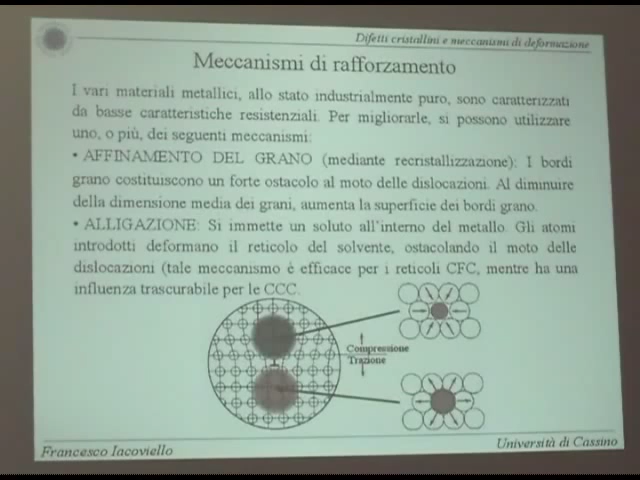 Difetti cristallini e meccanismi di deformazione
Meccanismi di rafforzamento
I vari materiali metallici, allo stato industrialmente puro, sono caratterizzati
da basse caratteristiche resistenziali. Per migliorarle, si possono utilizzare
uno, o più, dei seguenti meccanismi:
• AFFINAMENTO DEL GRANO (mediante recristallizzazione): I bordi
grano costituiscono un forte ostacolo al moto delle dislocazioni. Al diminuire
della dimensione media dei grani, aumenta la superficie dei bordi grano.
• ALLIGAZIONE: Si immette un soluto all'interno del metallo. Gli atomi
introdotti deformano il reticolo del solvente, ostacolando il moto delle
dislocazioni (tale meccanismo è efficace per i reticoli CFC, mentre ha una
influenza trascurabile per le CCC.
Compressione
Trazione
Francesco Iacoviello
Università di Cassino